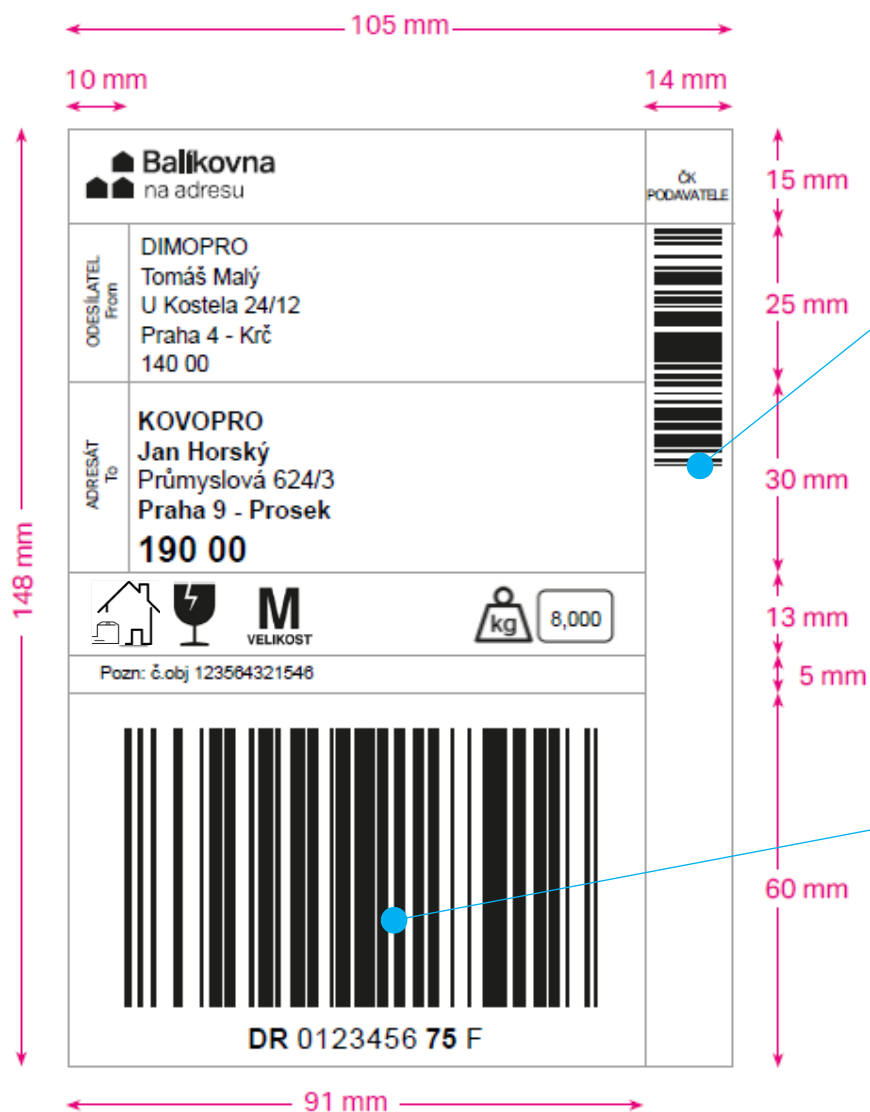 105 mm
10 mm
14 mm
Balíkovna
na adresu
ČK
PODAVATELE
15 mm
ODESÍLATEL
From
DIMOPRO
Tomáš Malý
U Kostela 24/12
Praha 4 - Krč
140 00
25 mm
ADRESÁT
To
KOVOPRO
Jan Horský
Průmyslová 624/3
Praha 9 - Prosek
190 00
30 mm
148 mm
M
VELIKOST
kg
8,000
13 mm
Pozn: č.obj 123564321546
5 mm
60 mm
DR 0123456 75 F
91 mm